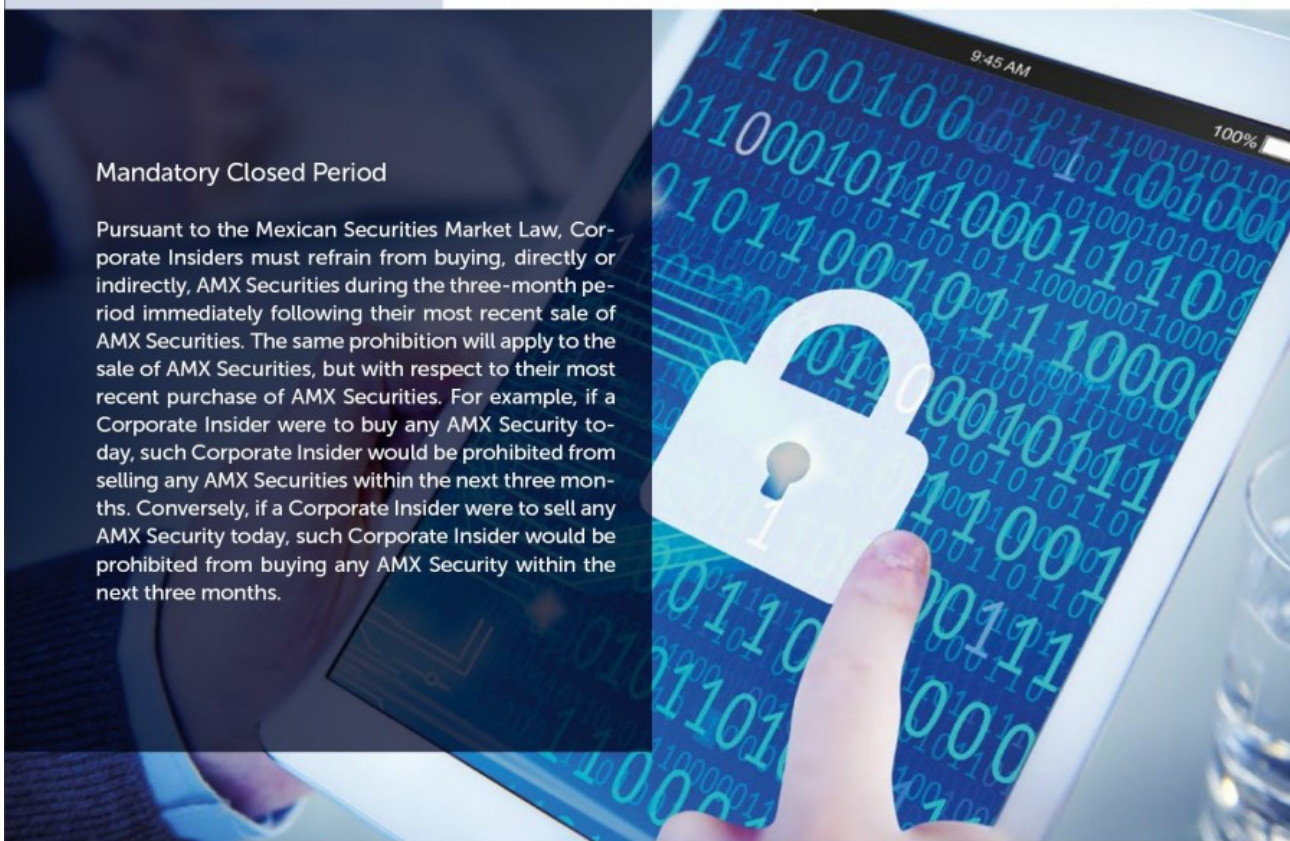 Mandatory Closed Period
Pursuant to the Mexican Securities Market Law, Cor-
porate Insiders must refrain from buying, directly or
indirectly, AMX Securities during the three-month pe-
riod immediately following their most recent sale of
AMX Securities. The same prohibition will apply to the
sale of AMX Securities, but with respect to their most
recent purchase of AMX Securities. For example, if a
Corporate Insider were to buy any AMX Security to-
day, such Corporate Insider would be prohibited from
selling any AMX Securities within the next three mon-
ths. Conversely, if a Corporate Insider were to sell any
AMX Security today, such Corporate Insider would be
prohibited from buying any AMX Security within the
next three months.
9:45 AM
100%